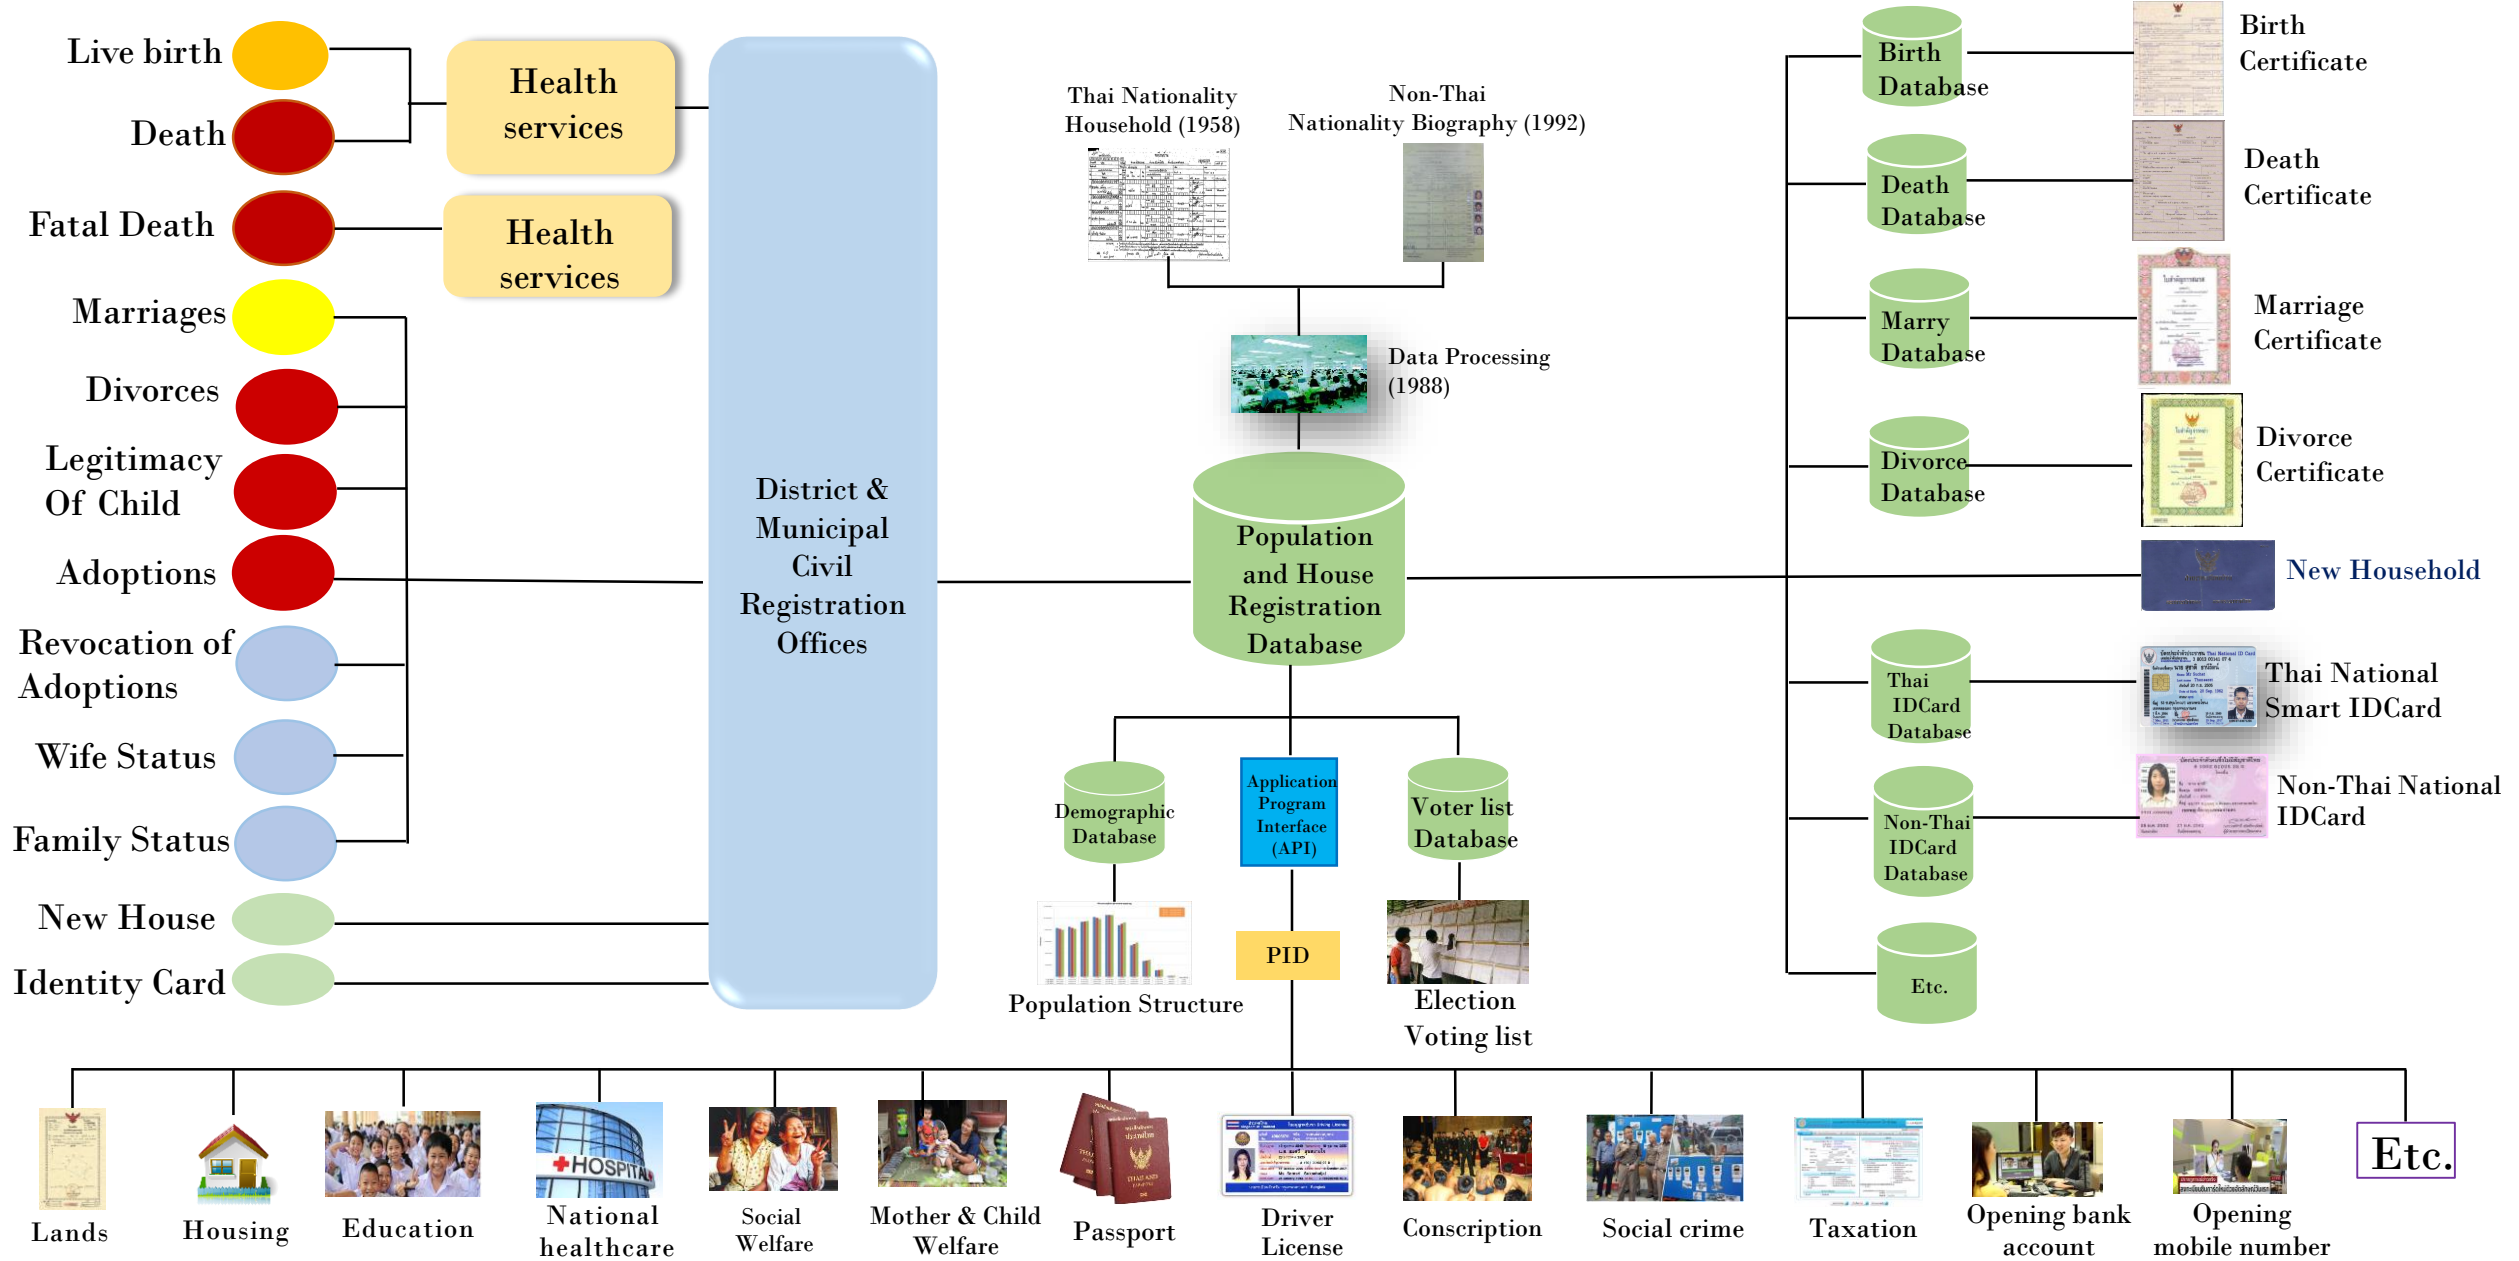 Live birth
Death
Fatal Death
Marriages
Divorces
Legitimacy
Of Child
Adoptions
Revocation of
Adoptions
Wife Status
Family Status
New House
Identity Card
Health
services
Health
services
District &
Municipal
Civil
Registration
Offices
Thai Nationality
Household (1958)
Non-Thai
Nationality Biography (1992)
Data Processing
(1988)
Population
and House
Registration
Database
Demographic
Database
Application
Program
Interface
(API)
Voter list
Database
PID
Population Structure
Election
Voting list
Birth
Database
Birth
Certificate
Death
Database
Death
Certificate
Marry
Database
Marriage
Certificate
Divorce
Database
Divorce
Certificate
New Household
Thai
IDCard
Database
Thai National ID Card
Thai National
Smart IDCard
Non-Thai
IDCard
Database
Non-Thai National
IDCard
Etc.
Lands
Housing
Education
HOSPITAL
National
healthcare
Social
Welfare
Mother & Child
Welfare
THAILAND
Passport
Driver
License
Conscription
Social crime
Taxation
Opening bank
account
Opening
mobile number
Etc.